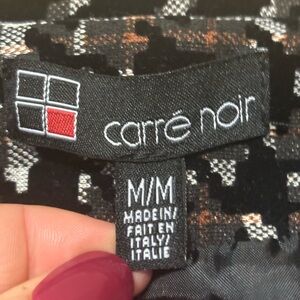 carré noir
M/M
MADE IN/
FAIT EN
ITALY/
ITALIE